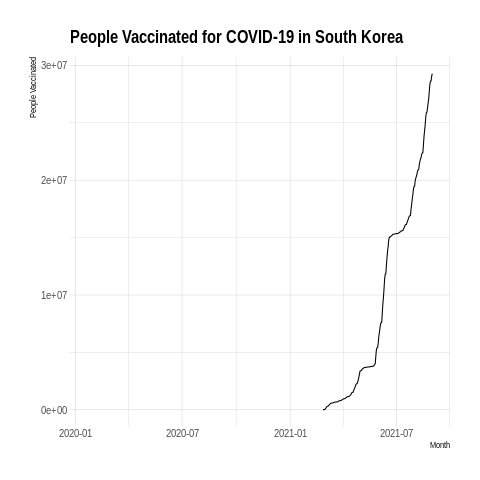 People Vaccinated for COVID-19 in South Korea
People Vaccinated
3e+07
2e+07
1e+07
0e+00
2020-01 2020-07 2021-01 2021-07
Month